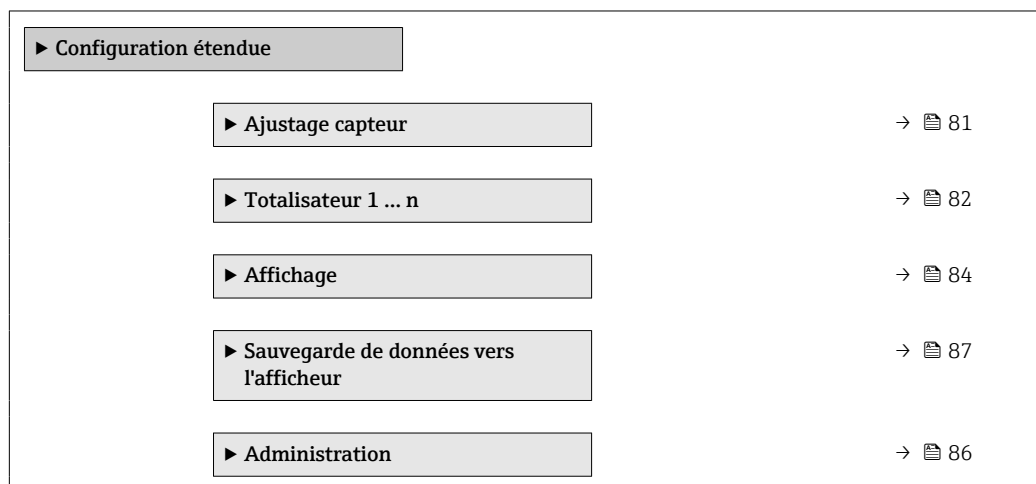 ► Configuration étendue
► Ajustage capteur → 81
► Totalisateur 1 … n → 82
► Affichage → 84
► Sauvegarde de données vers → 87
l'afficheur
► Administration → 86